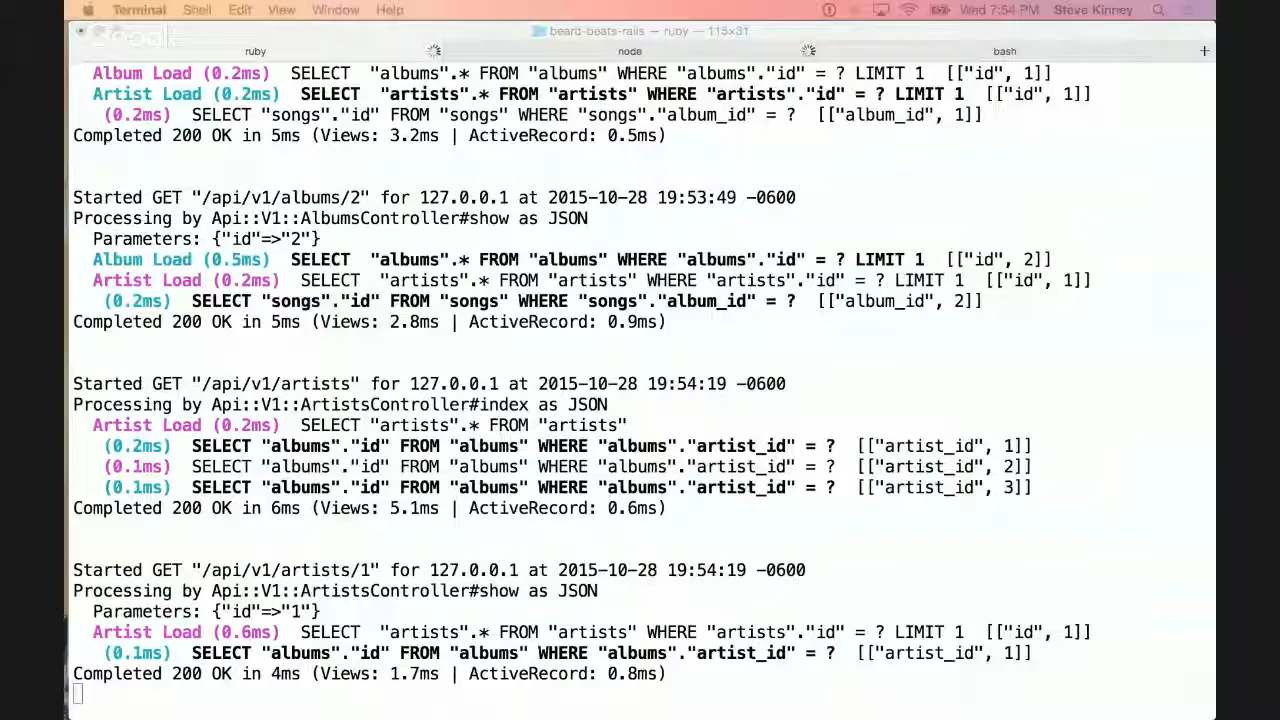 Terminal Shell Edit View Window Help Wed 7:54 PM Steve Kinney
beard-beats-rails — ruby — 115x31
ruby node bash +
Album Load (0.2ms) SELECT "albums".* FROM "albums" WHERE "albums"."id" = ? LIMIT 1 [["id", 1]]
Artist Load (0.2ms) SELECT "artists".* FROM "artists" WHERE "artists"."id" = ? LIMIT 1 [["id", 1]]
(0.2ms) SELECT "songs"."id" FROM "songs" WHERE "songs"."album_id" = ? [["album_id", 1]]
Completed 200 OK in 5ms (Views: 3.2ms | ActiveRecord: 0.5ms)
Started GET "/api/v1/albums/2" for 127.0.0.1 at 2015-10-28 19:53:49 -0600
Processing by Api::V1::AlbumsController#show as JSON
Parameters: {"id"=>"2"}
Album Load (0.5ms) SELECT "albums".* FROM "albums" WHERE "albums"."id" = ? LIMIT 1 [["id", 2]]
Artist Load (0.2ms) SELECT "artists".* FROM "artists" WHERE "artists"."id" = ? LIMIT 1 [["id", 1]]
(0.2ms) SELECT "songs"."id" FROM "songs" WHERE "songs"."album_id" = ? [["album_id", 2]]
Completed 200 OK in 5ms (Views: 2.8ms | ActiveRecord: 0.9ms)
Started GET "/api/v1/artists" for 127.0.0.1 at 2015-10-28 19:54:19 -0600
Processing by Api::V1::ArtistsController#index as JSON
Artist Load (0.2ms) SELECT "artists".* FROM "artists"
(0.2ms) SELECT "albums"."id" FROM "albums" WHERE "albums"."artist_id" = ? [["artist_id", 1]]
(0.1ms) SELECT "albums"."id" FROM "albums" WHERE "albums"."artist_id" = ? [["artist_id", 2]]
(0.1ms) SELECT "albums"."id" FROM "albums" WHERE "albums"."artist_id" = ? [["artist_id", 3]]
Completed 200 OK in 6ms (Views: 5.1ms | ActiveRecord: 0.6ms)
Started GET "/api/v1/artists/1" for 127.0.0.1 at 2015-10-28 19:54:19 -0600
Processing by Api::V1::ArtistsController#show as JSON
Parameters: {"id"=>"1"}
Artist Load (0.6ms) SELECT "artists".* FROM "artists" WHERE "artists"."id" = ? LIMIT 1 [["id", 1]]
(0.1ms) SELECT "albums"."id" FROM "albums" WHERE "albums"."artist_id" = ? [["artist_id", 1]]
Completed 200 OK in 4ms (Views: 1.7ms | ActiveRecord: 0.8ms)